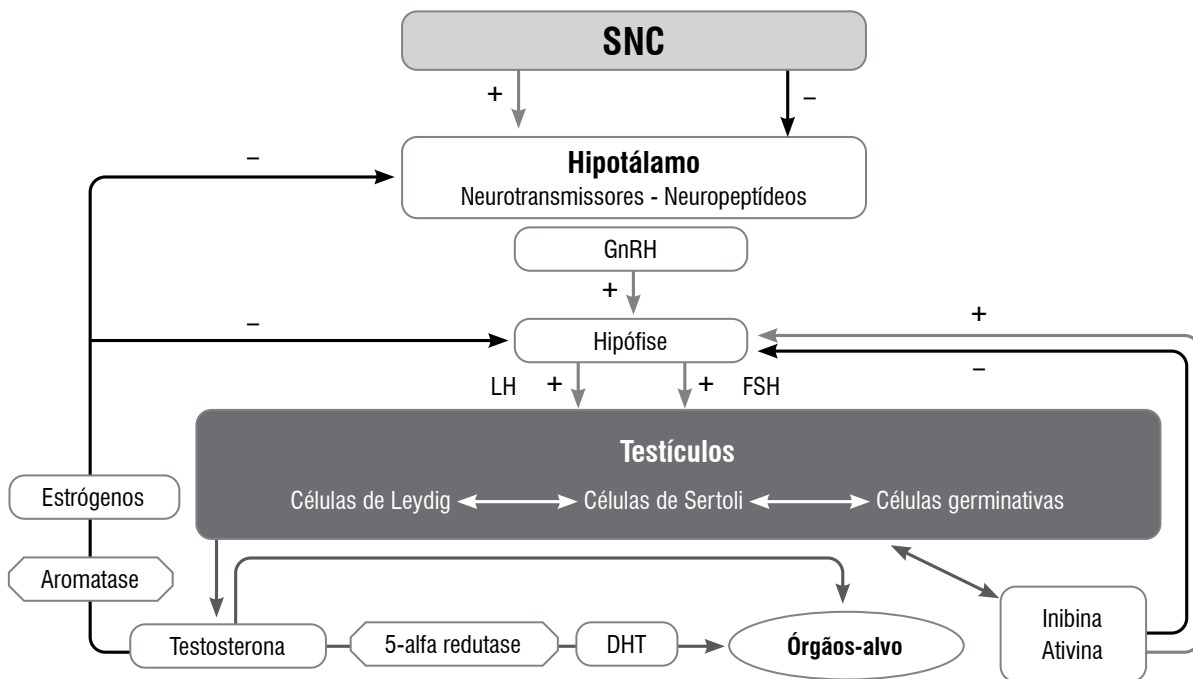 SNC
+
–
Hipotálamo
Neurotransmissores - Neuropeptídeos
–
GnRH
+
Hipófise
–
+
–
LH
+
+
FSH
Testículos
Células de Leydig
Células de Sertoli
Células germinativas
Estrógenos
Aromatase
Testosterona
5-alfa redutase
DHT
Órgãos-alvo
Inibina
Ativina